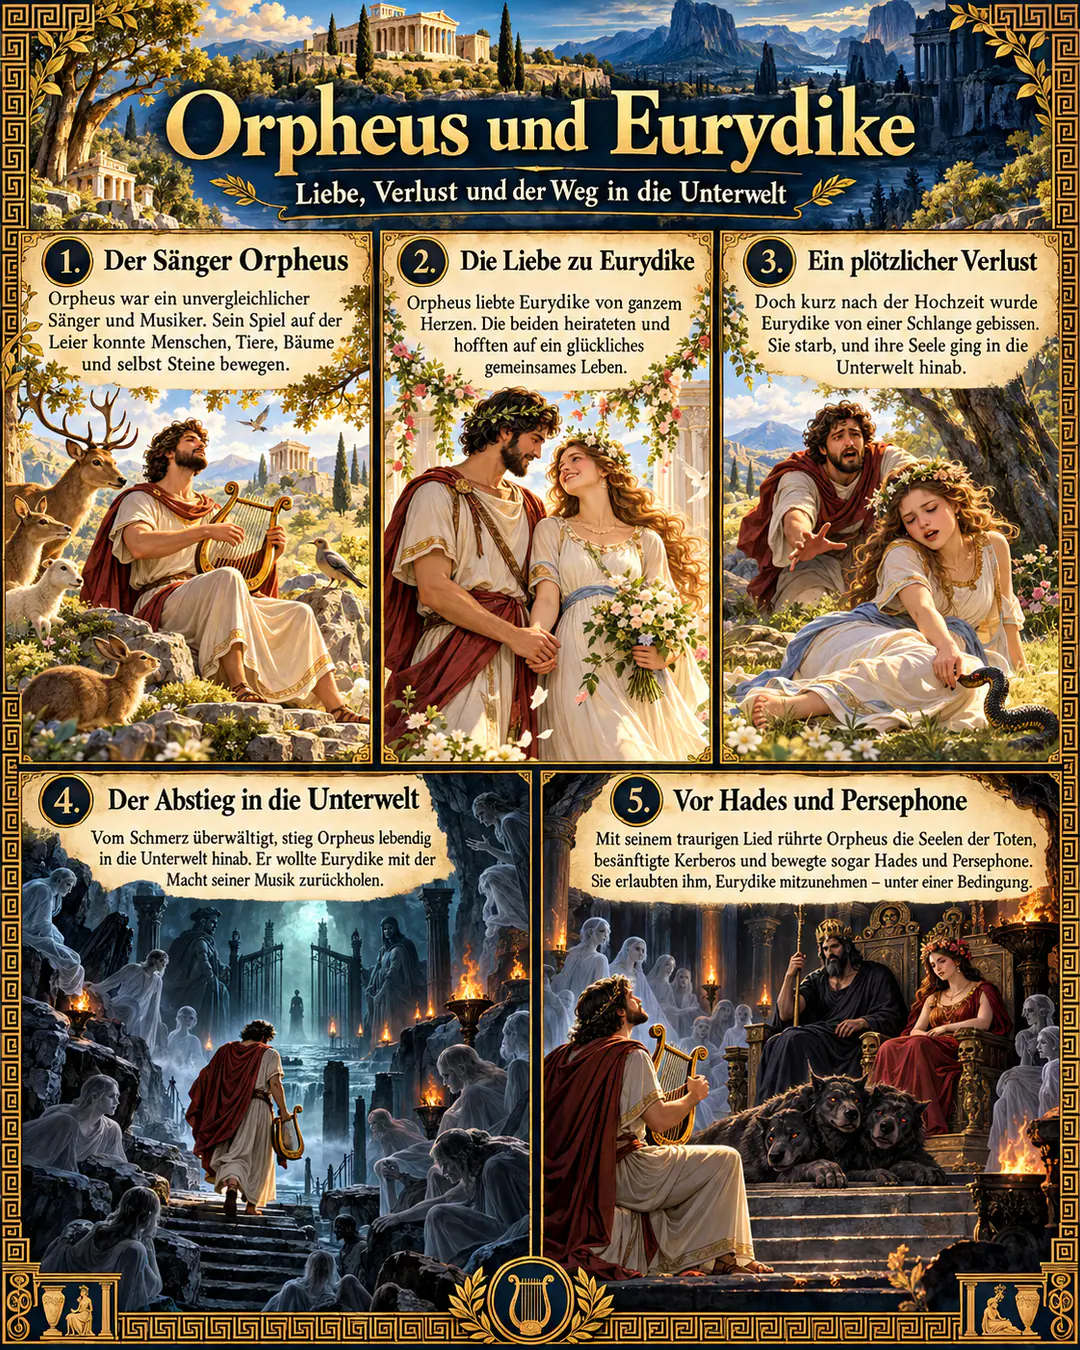 Orpheus und Eurydike
Liebe, Verlust und der Weg in die Unterwelt
1. Der Sänger Orpheus
Orpheus war ein unvergleichlicher
Sänger und Musiker. Sein Spiel auf der
Leier konnte Menschen, Tiere, Bäume
und selbst Steine bewegen.
2. Die Liebe zu Eurydike
Orpheus liebte Eurydike von ganzem
Herzen. Die beiden heirateten und
hofften auf ein glückliches
gemeinsames Leben.
3. Ein plötzlicher Verlust
Doch kurz nach der Hochzeit wurde
Eurydike von einer Schlange gebissen.
Sie starb, und ihre Seele ging in die
Unterwelt hinab.
4. Der Abstieg in die Unterwelt
Vom Schmerz überwältigt, stieg Orpheus lebendig
in die Unterwelt hinab. Er wollte Eurydike mit der
Macht seiner Musik zurückholen.
5. Vor Hades und Persephone
Mit seinem traurigen Lied rührte Orpheus die Seelen der Toten,
besänftigte Kerberos und bewegte sogar Hades und Persephone.
Sie erlaubten ihm, Eurydike mitzunehmen – unter einer Bedingung.